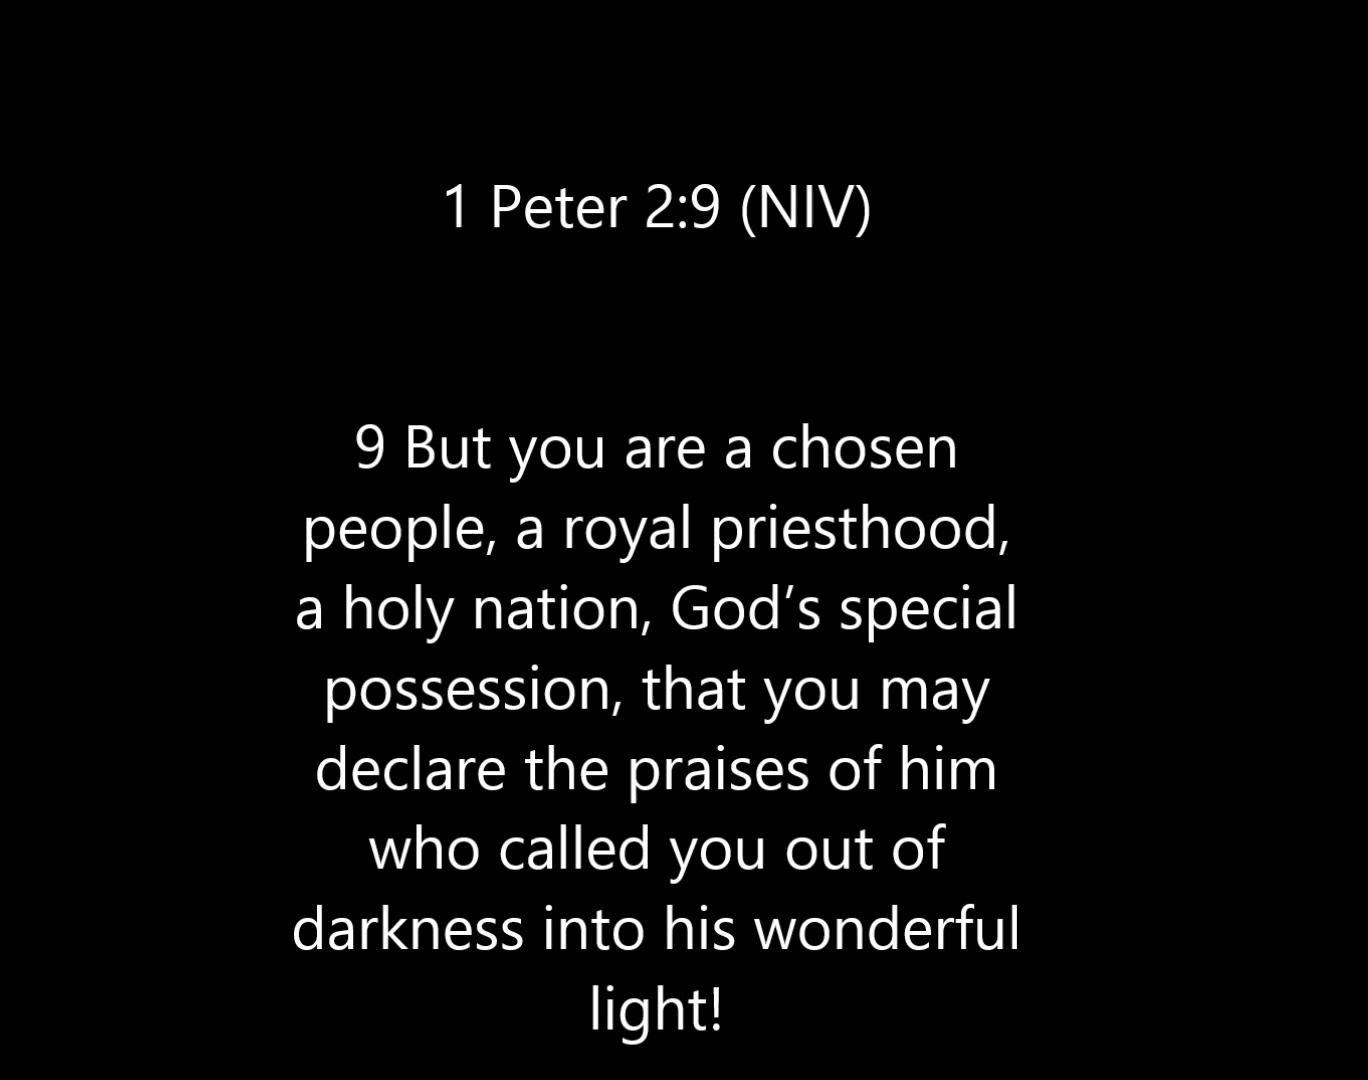 1 Peter 2:9 (NIV)
9 But you are a chosen
people, a royal priesthood,
a holy nation, God’s special
possession, that you may
declare the praises of him
who called you out of
darkness into his wonderful
light!